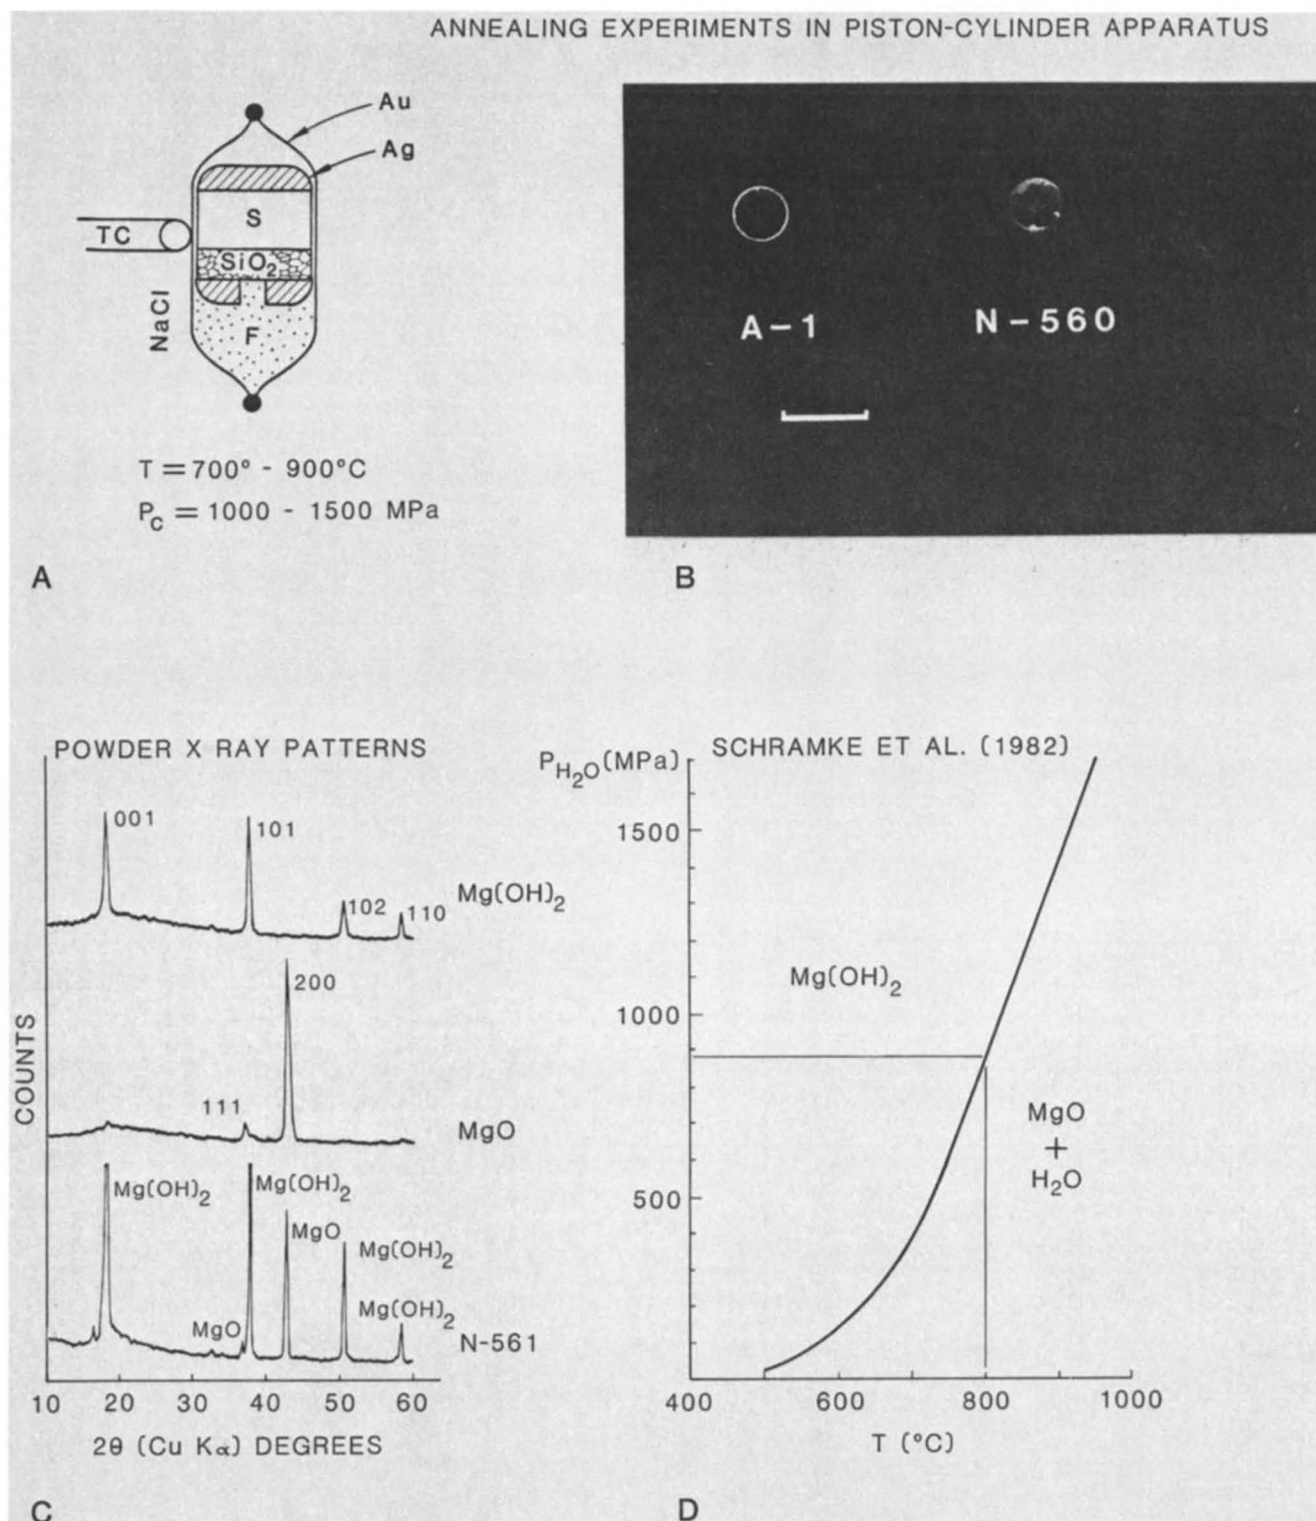 ANNEALING EXPERIMENTS IN PISTON-CYLINDER APPARATUS
Au
Ag
S
TC
SiO2
NaCl
F
T = 700° - 900°C
Pc = 1000 - 1500 MPa
A
A-1
N-560
B
POWDER X RAY PATTERNS
001
101
102
110
Mg(OH)2
200
111
MgO
Mg(OH)2
Mg(OH)2
MgO
Mg(OH)2
Mg(OH)2
MgO
N-561
COUNTS
10 20 30 40 50 60
2θ (Cu Kα) DEGREES
C
SCHRAMKE ET AL. (1982)
PH2O (MPa)
1500
1000
500
Mg(OH)2
MgO
+
H2O
400 600 800 1000
T (°C)
D